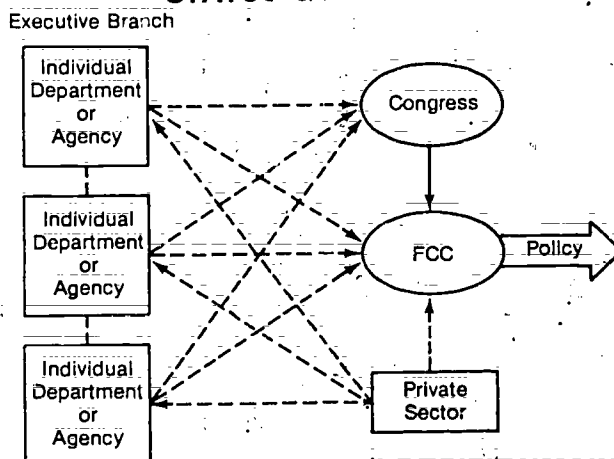 Executive Branch
Individual
Department
or
Agency
Congress
Individual
Department
or
Agency
FCC
Policy
Individual
Department
or
Agency
Private
Sector